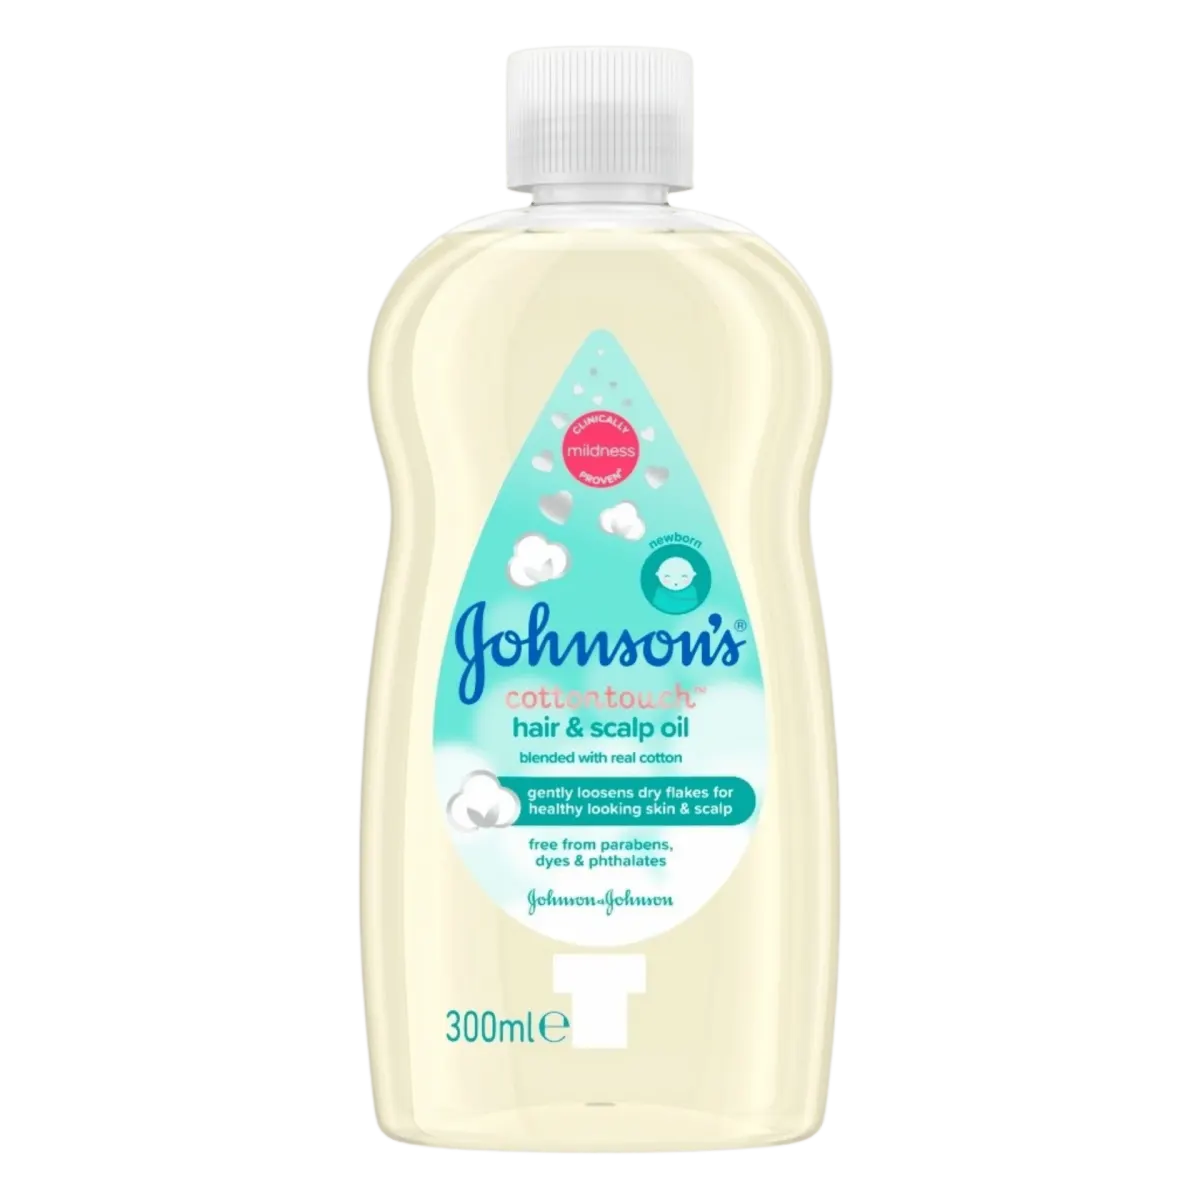 CLINICALLY
mildness
PROVEN*
newborn
Johnson's®
cottontouch™
hair & scalp oil
blended with real cotton
gently loosens dry flakes for
healthy looking skin & scalp
free from parabens,
dyes & phthalates
Johnson & Johnson
300ml e